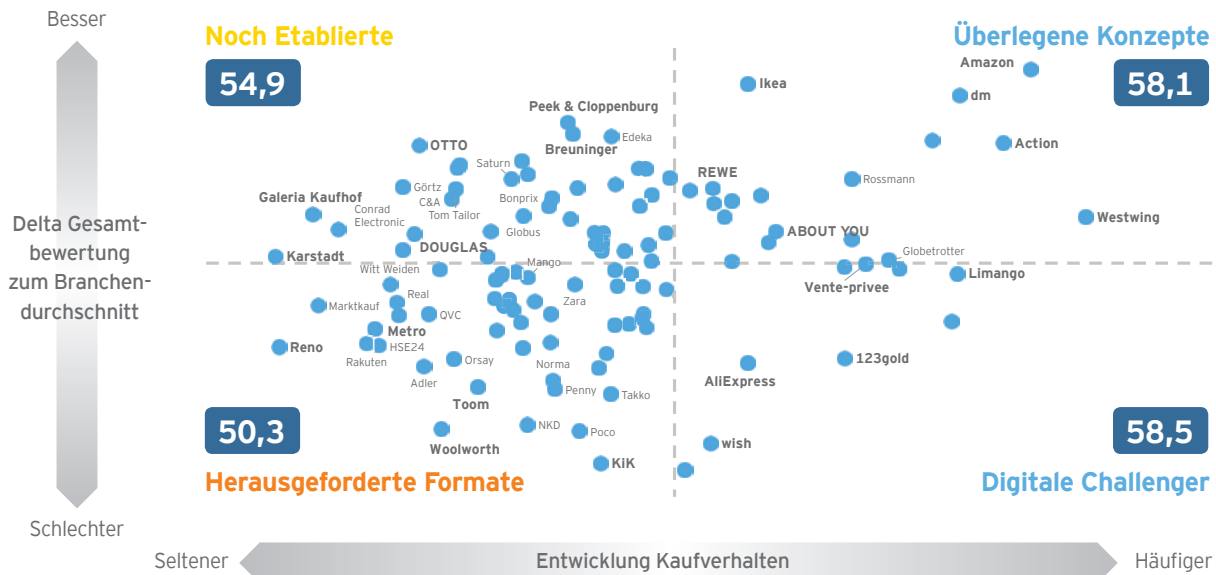 Besser
Noch Etablierte
Überlegene Konzepte
54,9
58,1
Amazon
Ikea
dm
Peek & Cloppenburg
Edeka
Breuninger
OTTO
Action
Saturn
REWE
Rossmann
Görtz
C&A
Bonprix
Galeria Kaufhof
Tom Tailor
Conrad
Electronic
Westwing
Globus
ABOUT YOU
DOUGLAS
Karstadt
Globetrotter
Mango
Witt Weiden
Limango
Vente-privee
Delta Gesamt-
bewertung
zum Branchen-
durchschnitt
Real
Zara
Marktkauf
QVC
Metro
HSE24
Reno
Rakuten
Orsay
Norma
123gold
Adler
AliExpress
Penny
Takko
Toom
50,3
58,5
NKD
Poco
Woolworth
wish
KiK
Herausgeforderte Formate
Digitale Challenger
Schlechter
Seltener
Entwicklung Kaufverhalten
Häufiger